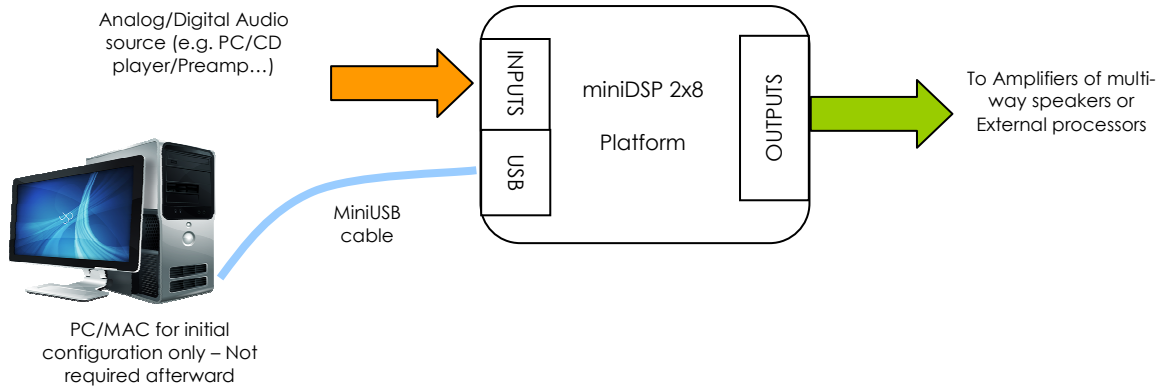 Analog/Digital Audio
source (e.g. PC/CD
player/Preamp…)
INPUTS
USB
miniDSP 2x8
Platform
OUTPUTS
To Amplifiers of multi-
way speakers or
External processors
MiniUSB
cable
PC/MAC for initial
configuration only – Not
required afterward